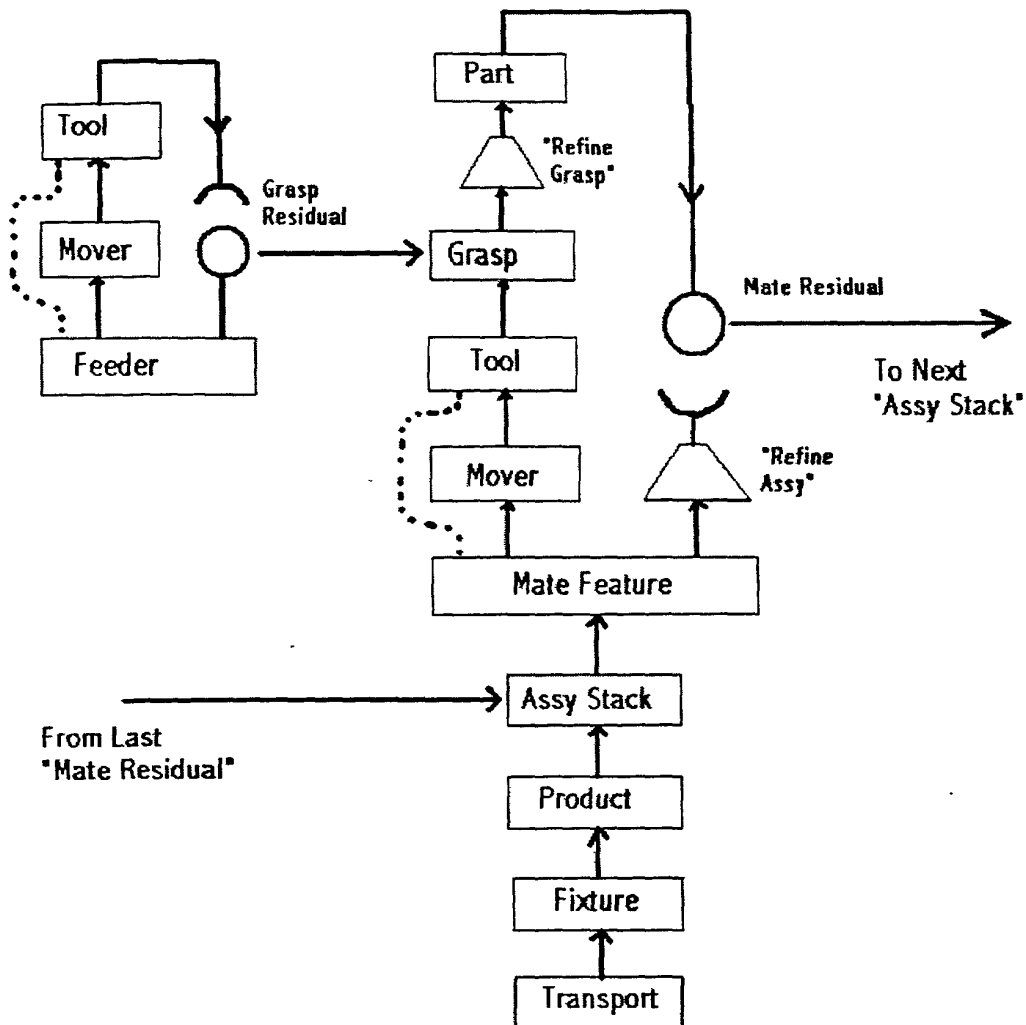 Part
Tool
"Refine
Grasp"
Grasp
Residual
Mover
Grasp
Mate Residual
Feeder
Tool
To Next
"Assy Stack"
Mover
"Refine
Assy"
Mate Feature
Assy Stack
From Last
"Mate Residual"
Product
Fixture
Transport